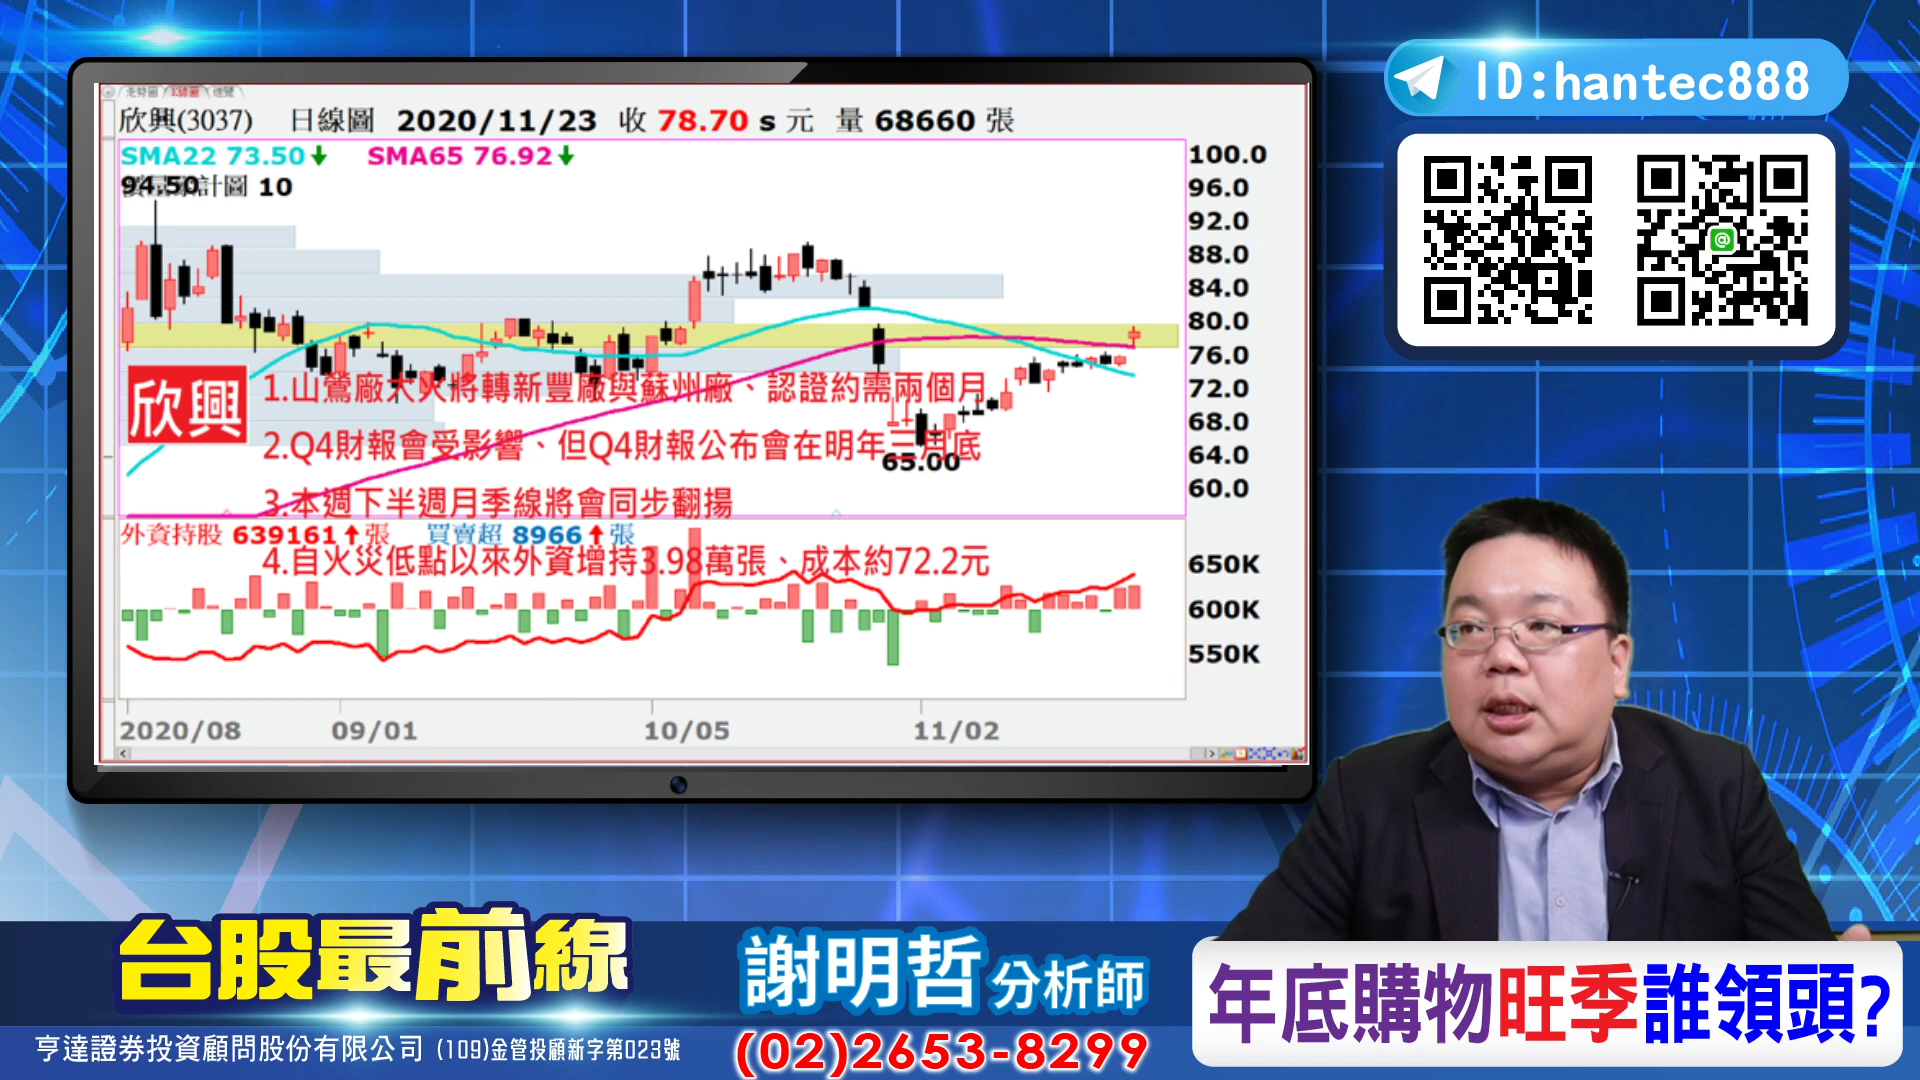 ID:hantec888
走勢圖 K線圖 總覽
欣興(3037) 日線圖 2020/11/23 收 78.70 s 元 量 68660 張
SMA22 73.50↓ SMA65 76.92↓
94.50
計圖 10
100.0
96.0
92.0
88.0
84.0
80.0
76.0
72.0
68.0
64.0
60.0
欣興
1.山鶯廠大火將轉新豐廠與蘇州廠、認證約需兩個月
2.Q4財報會受影響、但Q4財報公布會在明年三月底
65.00
3.本週下半週月季線將會同步翻揚
外資持股 639161↑張 買賣超 8966↑張
4.自火災低點以來外資增持3.98萬張、成本約72.2元
650K
600K
550K
2020/08 09/01 10/05 11/02
台股最前線
謝明哲 分析師
年底購物旺季誰領頭?
亨達證券投資顧問股份有限公司 (109)金管投顧新字第023號
(02)2653-8299